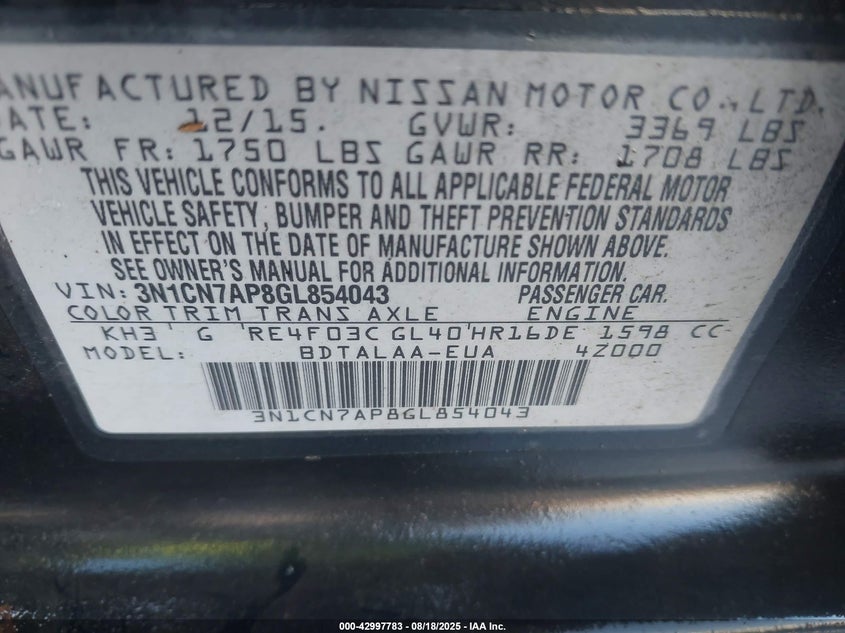 ANUFACTURED BY NISSAN MOTOR CO., LTD.
ATE: 12/15. GVWR: 3369 LBS
GAWR FR: 1750 LBS GAWR RR: 1708 LBS
THIS VEHICLE CONFORMS TO ALL APPLICABLE FEDERAL MOTOR
VEHICLE SAFETY, BUMPER AND THEFT PREVENTION STANDARDS
IN EFFECT ON THE DATE OF MANUFACTURE SHOWN ABOVE.
SEE OWNER'S MANUAL FOR ADDITIONAL INFORMATION.
VIN: 3N1CN7AP8GL854043 PASSENGER CAR.
COLOR TRIM TRANS AXLE ENGINE
KH3 ' G 'RE4F03C GL40'HR16DE 1598 CC
MODEL: BDTALAA-EUA 4Z000
3N1CN7AP8GL854043
000-42997783 - 08/18/2025 - IAA Inc.